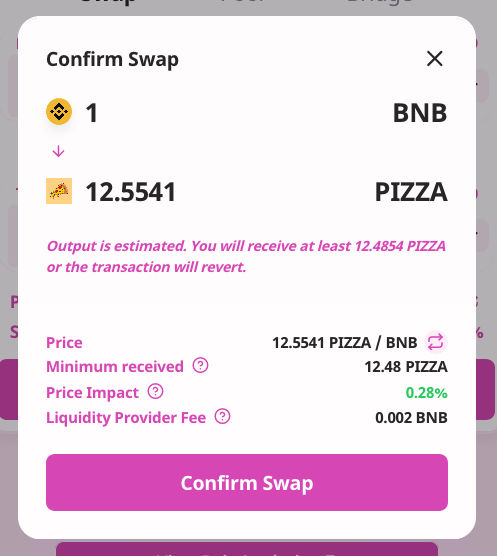 Confirm Swap
1 BNB
12.5541 PIZZA
Output is estimated. You will receive at least 12.4854 PIZZA
or the transaction will revert.
Price 12.5541 PIZZA / BNB
Minimum received 12.48 PIZZA
Price Impact 0.28%
Liquidity Provider Fee 0.002 BNB
Confirm Swap